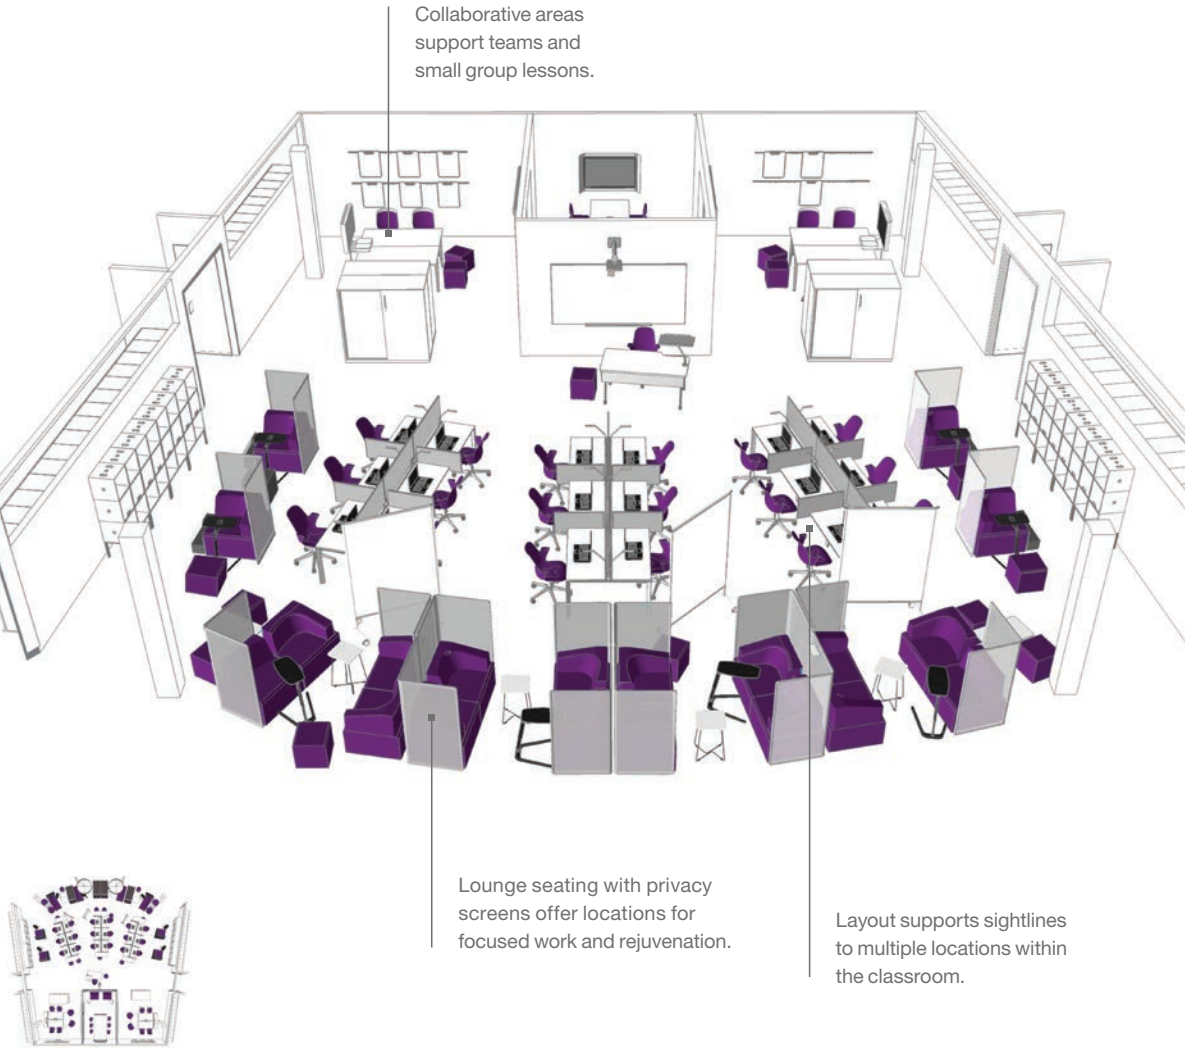 Collaborative areas
support teams and
small group lessons.
Lounge seating with privacy
screens offer locations for
focused work and rejuvenation.
Layout supports sightlines
to multiple locations within
the classroom.